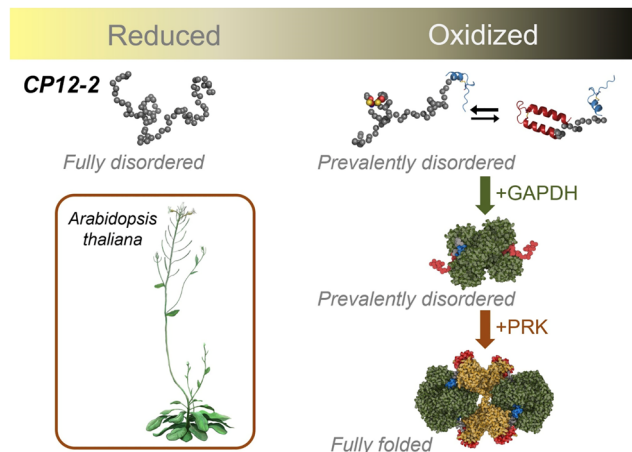 Reduced
Oxidized
CP12-2
Fully disordered
Prevalently disordered
+GAPDH
Arabidopsis
thaliana
Prevalently disordered
+PRK
Fully folded